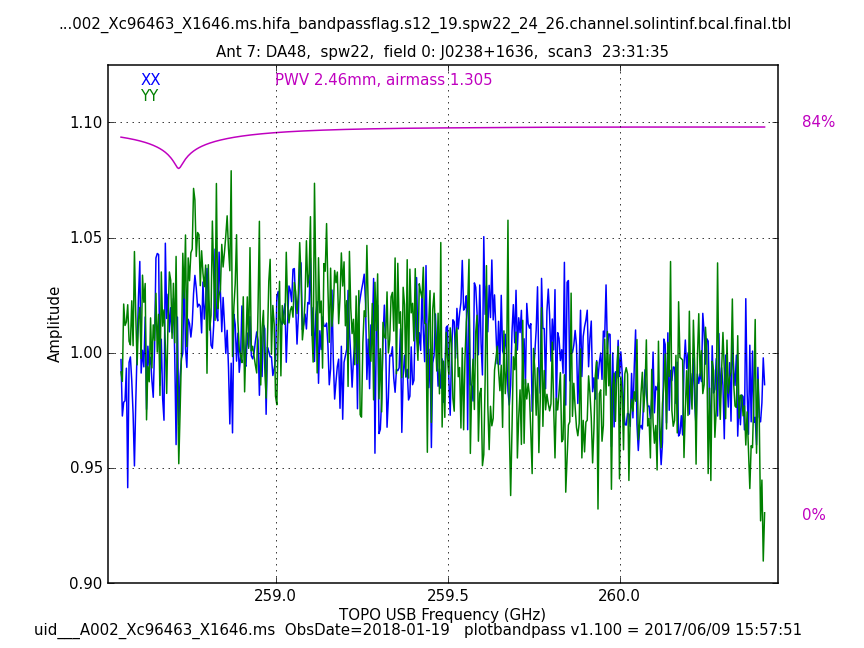 ...002_Xc96463_X1646.ms.hifa_bandpassflag.s12_19.spw22_24_26.channel.solintinf.bcal.final.tbl
Ant 7: DA48,  spw22,  field 0: J0238+1636,  scan3  23:31:35
XX
PWV 2.46mm, airmass 1.305
YY
84%
0%
1.10
1.05
1.00
0.95
0.90
Amplitude
259.0
259.5
260.0
TOPO USB Frequency (GHz)
uid___A002_Xc96463_X1646.ms  ObsDate=2018-01-19   plotbandpass v1.100 = 2017/06/09 15:57:51